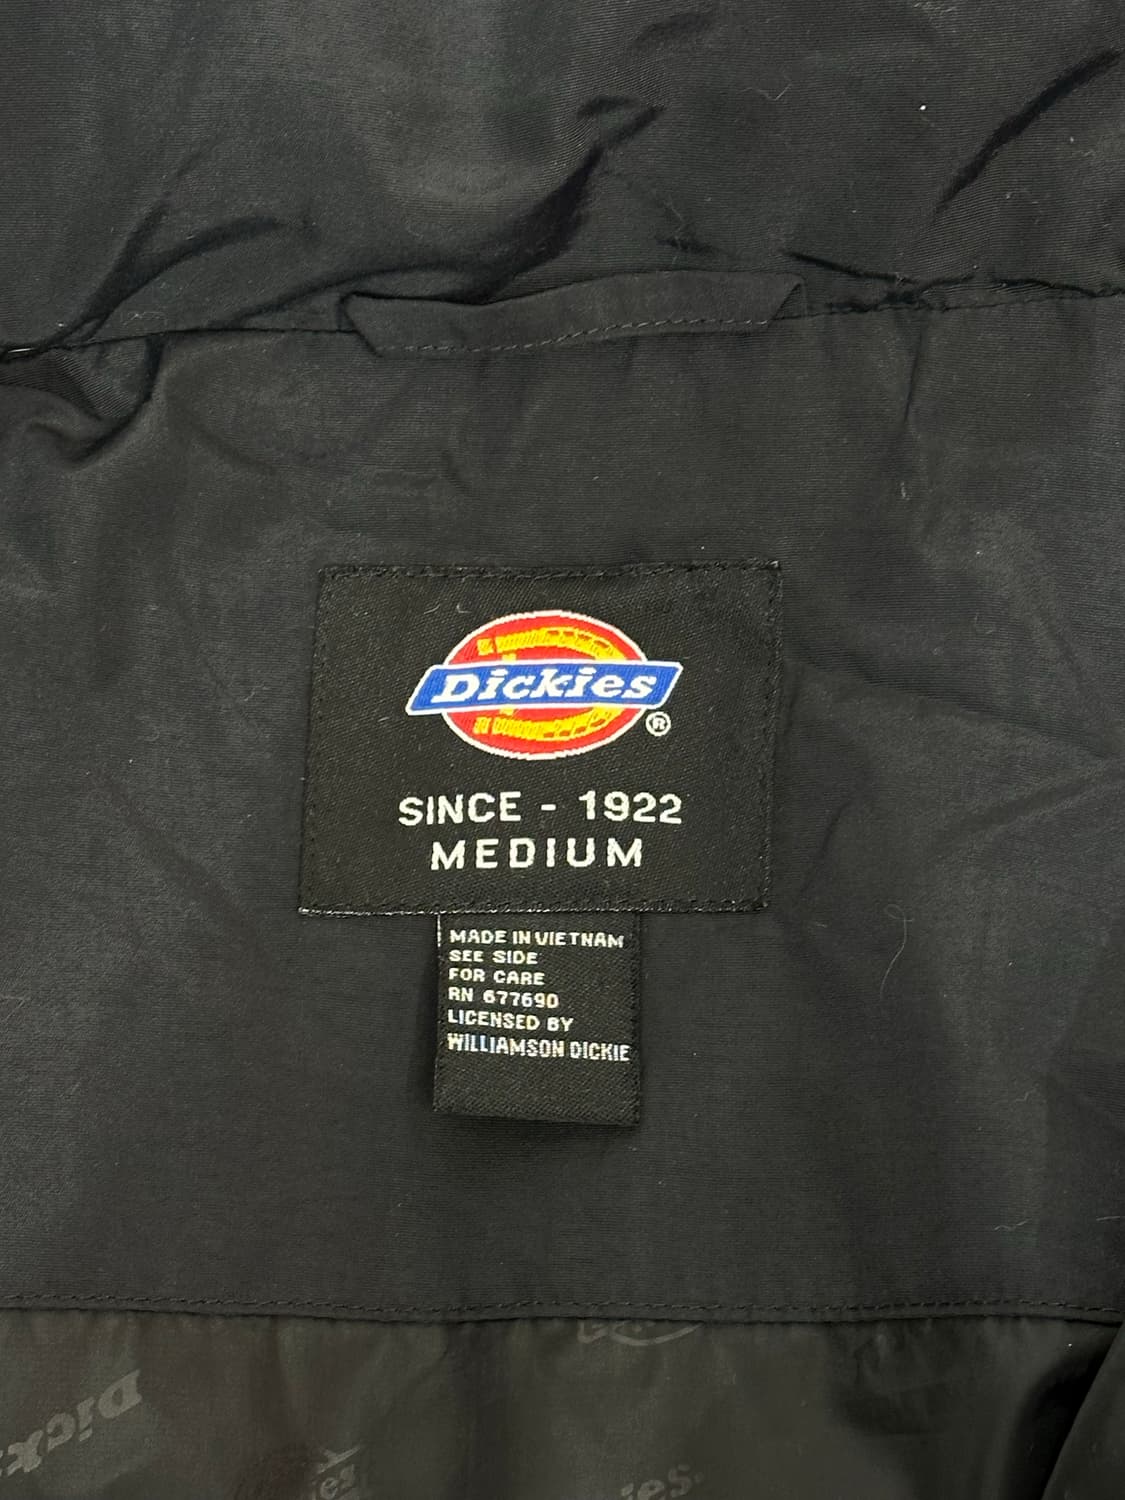 Dickies®
SINCE - 1922
MEDIUM
MADE IN VIETNAM
SEE SIDE
FOR CARE
RN 677690
LICENSED BY
WILLIAMSON DICKIE